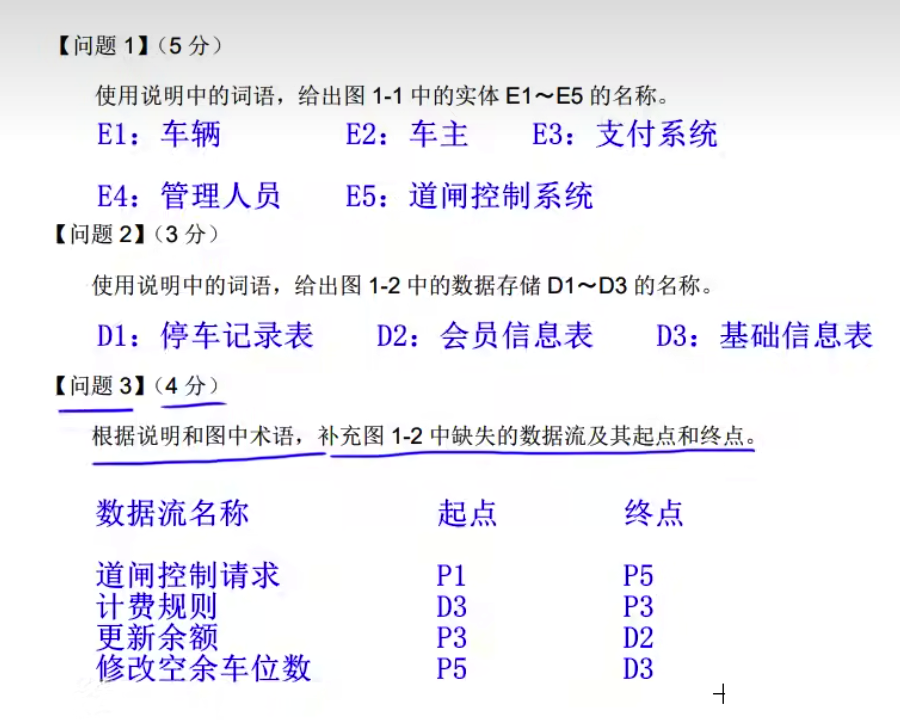 【问题 1】（5 分）
使用说明中的词语，给出图 1-1 中的实体 E1～E5 的名称。
E1：车辆 E2：车主 E3：支付系统
E4：管理人员 E5：道闸控制系统
【问题 2】（3 分）
使用说明中的词语，给出图 1-2 中的数据存储 D1～D3 的名称。
D1：停车记录表 D2：会员信息表 D3：基础信息表
【问题 3】（4 分）
根据说明和图中术语，补充图 1-2 中缺失的数据流及其起点和终点。
数据流名称 起点 终点
道闸控制请求 P1 P5
计费规则 D3 P3
更新余额 P3 D2
修改空余车位数 P5 D3